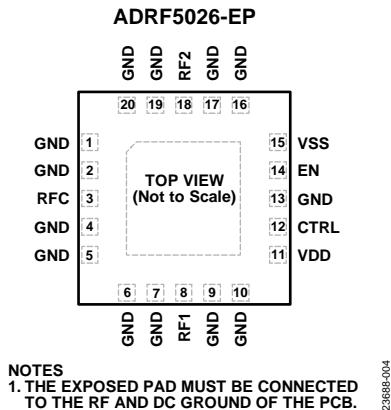 ADRF5026-EP
GND GND RF2 GND GND
20 19 18 17 16
GND 1
GND 2
RFC 3
GND 4
GND 5
TOP VIEW
(Not to Scale)
15 VSS
14 EN
13 GND
12 CTRL
11 VDD
6 7 8 9 10
GND GND RF1 GND GND
NOTES
1. THE EXPOSED PAD MUST BE CONNECTED
TO THE RF AND DC GROUND OF THE PCB.
23688-004